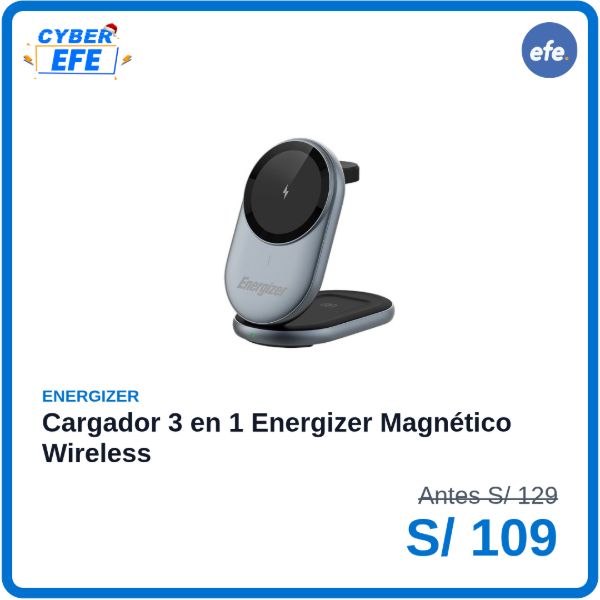 CYBER
EFE
efe.
Energizer
ENERGIZER
Cargador 3 en 1 Energizer Magnético
Wireless
Antes S/ 129
S/ 109